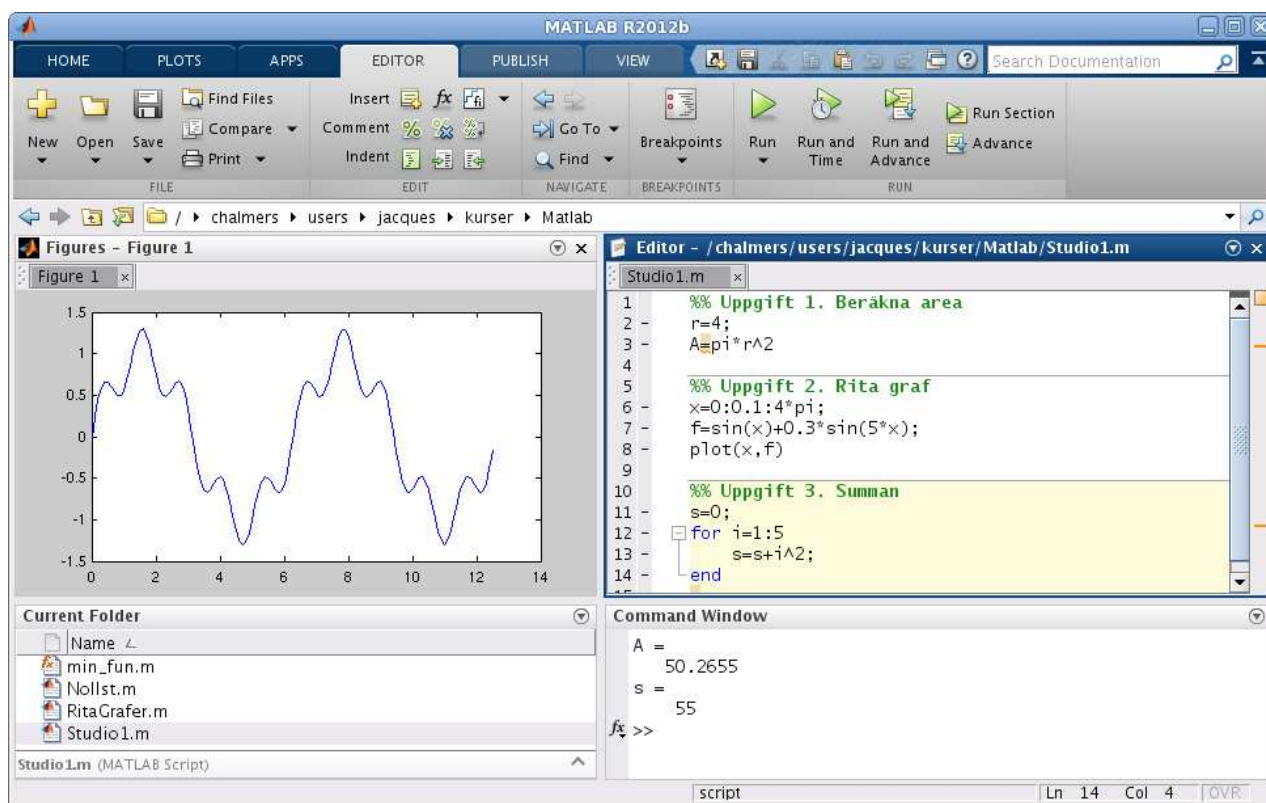 MATLAB R2012b
HOME PLOTS APPS EDITOR PUBLISH VIEW Search Documentation
New Open Save Find Files Compare Print
FILE
Insert fx fi
Comment % %
Indent
EDIT
Go To
Find
NAVIGATE
Breakpoints
BREAKPOINTS
Run Run and Time Run and Advance Run Section Advance
RUN
/ chalmers users jacques kurser Matlab
Figures - Figure 1
Figure 1
1.5
1
0.5
0
-0.5
-1
-1.5
0 2 4 6 8 10 12 14
Editor - /chalmers/users/jacques/kurser/Matlab/Studio1.m
Studio1.m
1 %% Uppgift 1. Beräkna area
2 - r=4;
3 - A=pi*r^2
4
5 %% Uppgift 2. Rita graf
6 - x=0:0.1:4*pi;
7 - f=sin(x)+0.3*sin(5*x);
8 - plot(x,f)
9
10 %% Uppgift 3. Summan
11 - s=0;
12 - for i=1:5
13 - s=s+i^2;
14 - end
Current Folder
Name
min_fun.m
Nollst.m
RitaGrafer.m
Studio1.m
Studio1.m (MATLAB Script)
Command Window
A =
50.2655
s =
55
fx >>
script Ln 14 Col 4 OVR